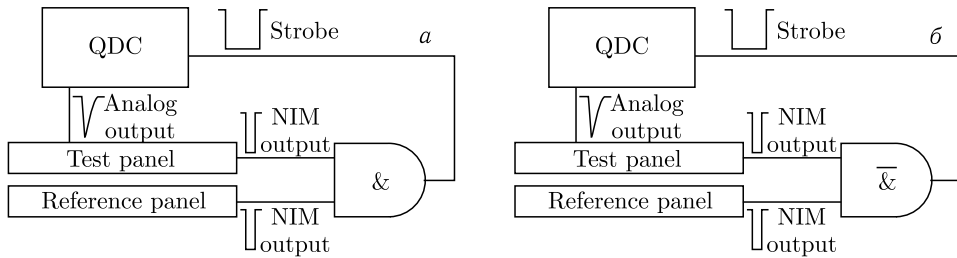 QDC
Strobe
а
Analog
output
NIM
output
Test panel
&
Reference panel
NIM
output
QDC
Strobe
б
Analog
output
NIM
output
Test panel
&
Reference panel
NIM
output